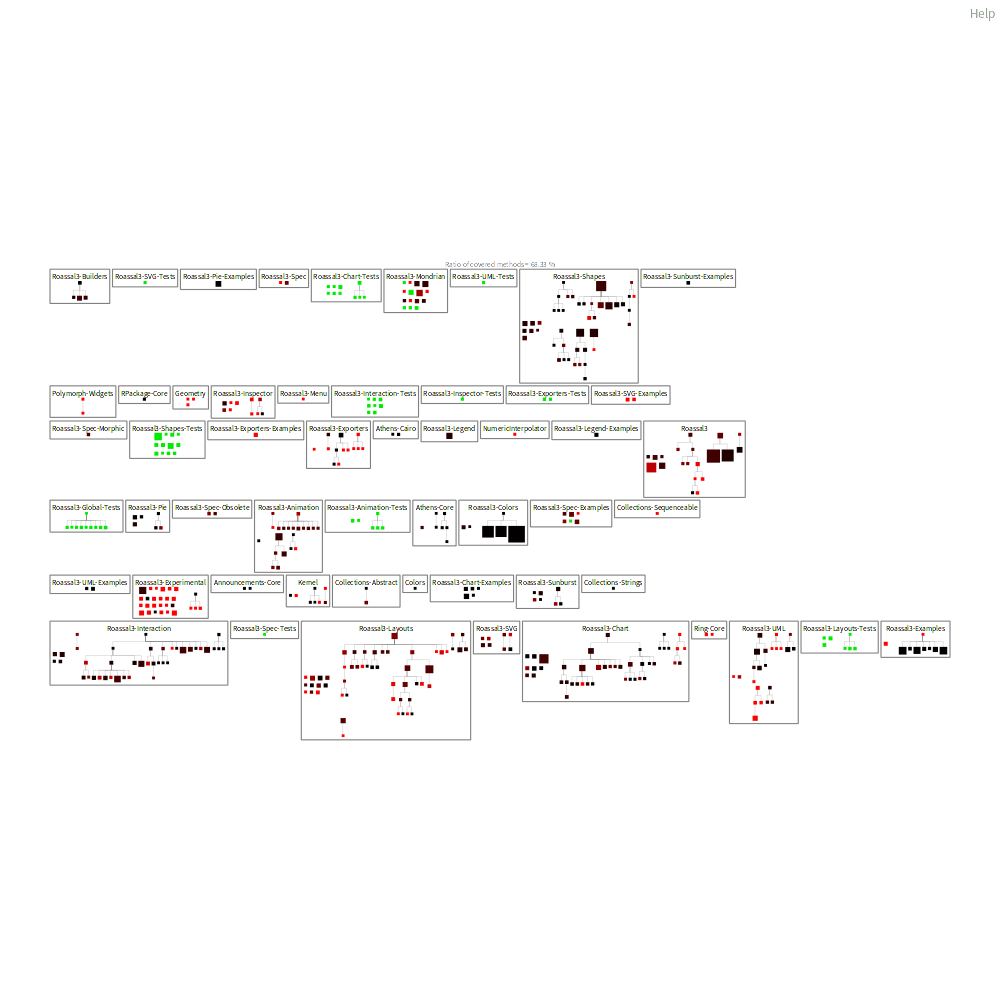 Help
Ratio of covered methods = 68.33 %
Roassal3-Builders Roassal3-SVG-Tests Roassal3-Pie-Examples Roassal3-Spec Roassal3-Chart-Tests Roassal3-Mondrian Roassal3-UML-Tests Roassal3-Shapes Roassal3-Sunburst-Examples
Polymorph-Widgets RPackage-Core Geometry Roassal3-Inspector Roassal3-Menu Roassal3-Interaction-Tests Roassal3-Inspector-Tests Roassal3-Exporters-Tests Roassal3-SVG-Examples
Roassal3-Spec-Morphic Roassal3-Shapes-Tests Roassal3-Exporters-Examples Roassal3-Exporters Athens-Cairo Roassal3-Legend NumericInterpolator Roassal3-Legend-Examples Roassal3
Roassal3-Global-Tests Roassal3-Pie Roassal3-Spec-Obsolete Roassal3-Animation Roassal3-Animation-Tests Athens-Core Roassal3-Colors Roassal3-Spec-Examples Collections-Sequenceable
Roassal3-UML-Examples Roassal3-Experimental Announcements-Core Kernel Collections-Abstract Colors Roassal3-Chart-Examples Roassal3-Sunburst Collections-Strings
Roassal3-Interaction Roassal3-Spec-Tests Roassal3-Layouts Roassal3-SVG Roassal3-Chart Ring-Core Roassal3-UML Roassal3-Layouts-Tests Roassal3-Examples